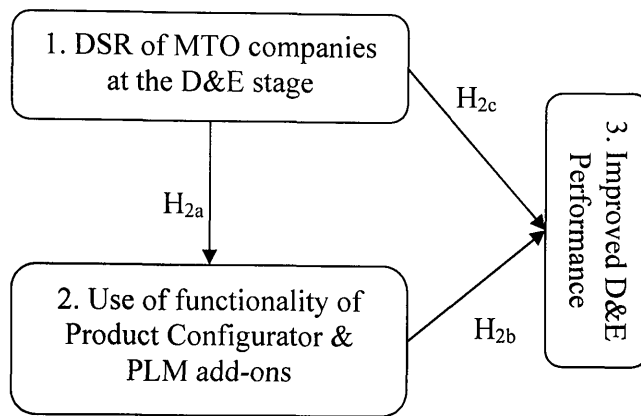 1. DSR of MTO companies
at the D&E stage
H2c
3. Improved D&E
Performance
H2a
2. Use of functionality of
Product Configurator &
PLM add-ons
H2b